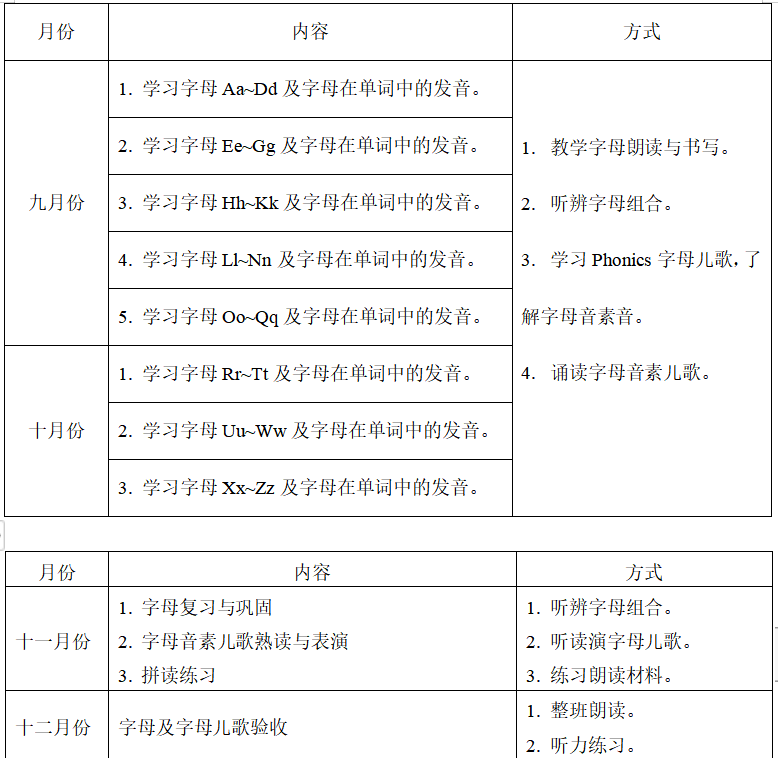 月份 内容 方式
九月份
1. 学习字母 Aa~Dd 及字母在单词中的发音。
2. 学习字母 Ee~Gg 及字母在单词中的发音。
3. 学习字母 Hh~Kk 及字母在单词中的发音。
4. 学习字母 Ll~Nn 及字母在单词中的发音。
5. 学习字母 Oo~Qq 及字母在单词中的发音。
十月份
1. 学习字母 Rr~Tt 及字母在单词中的发音。
2. 学习字母 Uu~Ww 及字母在单词中的发音。
3. 学习字母 Xx~Zz 及字母在单词中的发音。
1. 教学字母朗读与书写。
2. 听辨字母组合。
3. 学习 Phonics 字母儿歌，了
解字母音素音。
4. 诵读字母音素儿歌。
月份 内容 方式
十一月份
1. 字母复习与巩固
2. 字母音素儿歌熟读与表演
3. 拼读练习
1. 听辨字母组合。
2. 听读演字母儿歌。
3. 练习朗读材料。
十二月份
字母及字母儿歌验收
1. 整班朗读。
2. 听力练习。